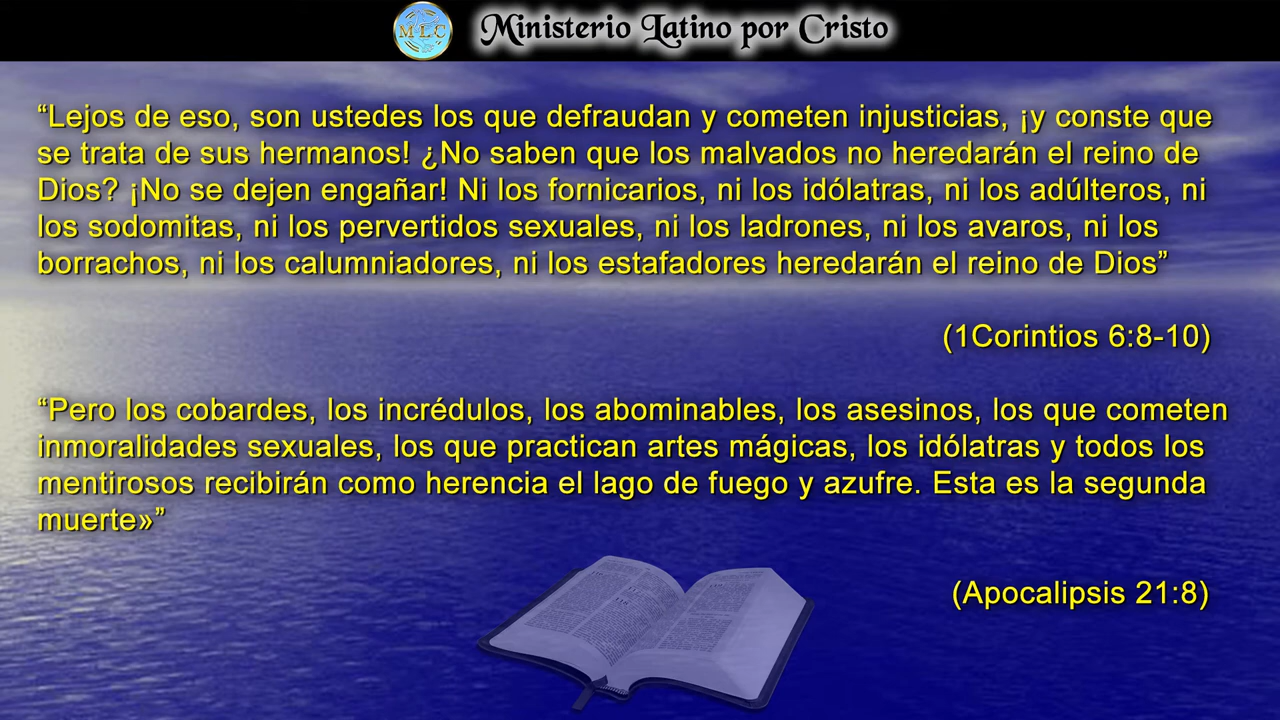 MLC Ministerio Latino por Cristo
“Lejos de eso, son ustedes los que defraudan y cometen injusticias, ¡y conste que
se trata de sus hermanos! ¿No saben que los malvados no heredarán el reino de
Dios? ¡No se dejen engañar! Ni los fornicarios, ni los idólatras, ni los adúlteros, ni
los sodomitas, ni los pervertidos sexuales, ni los ladrones, ni los avaros, ni los
borrachos, ni los calumniadores, ni los estafadores heredarán el reino de Dios”
(1Corintios 6:8-10)
“Pero los cobardes, los incrédulos, los abominables, los asesinos, los que cometen
inmoralidades sexuales, los que practican artes mágicas, los idólatras y todos los
mentirosos recibirán como herencia el lago de fuego y azufre. Esta es la segunda
muerte»”
(Apocalipsis 21:8)